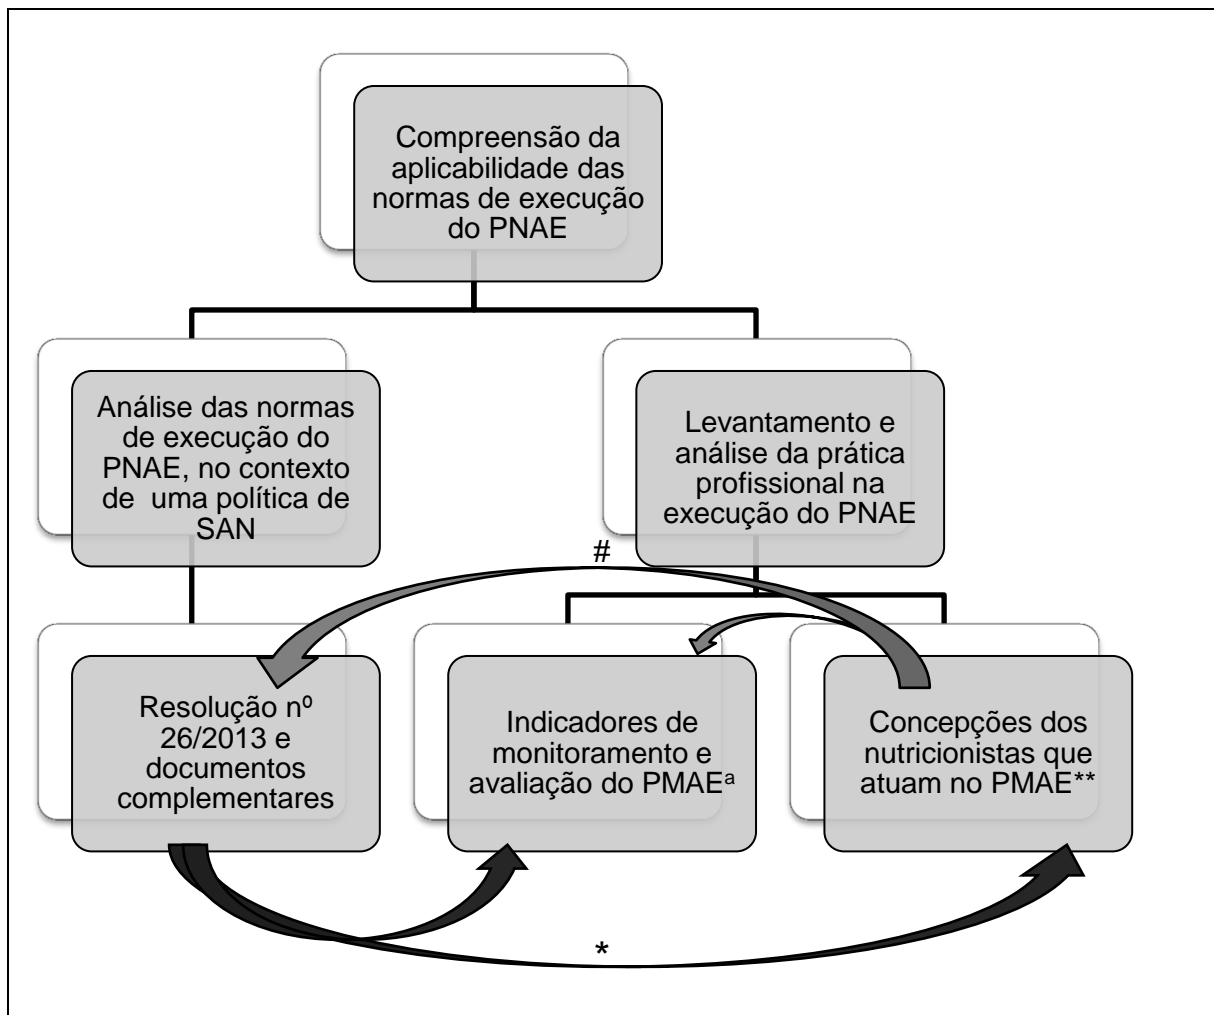 Compreensão da
aplicabilidade das
normas de execução
do PNAE
Análise das normas
de execução do
PNAE, no contexto
de uma política de
SAN
Levantamento e
análise da prática
profissional na
execução do PNAE
#
Resolução nº
26/2013 e
documentos
complementares
Indicadores de
monitoramento e
avaliação do PMAEª
Concepções dos
nutricionistas que
atuam no PMAE**
*